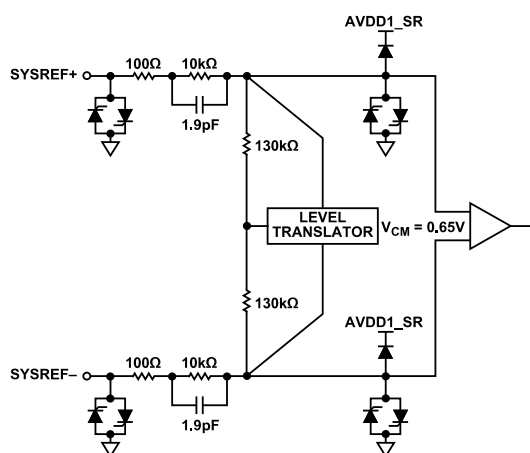 AVDD1_SR
100Ω 10kΩ
SYSREF+
1.9pF
130kΩ
LEVEL
TRANSLATOR
V_CM = 0.65V
130kΩ
AVDD1_SR
100Ω 10kΩ
SYSREF–
1.9pF